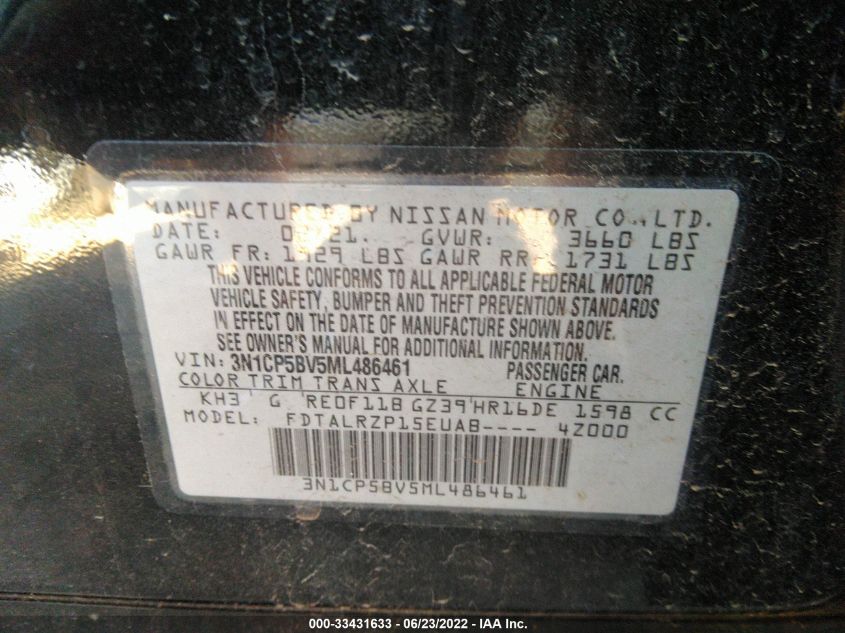 MANUFACTURED BY NISSAN MOTOR CO., LTD.
DATE: 21. GVWR: 3660 LBS
GAWR FR: 1929 LBS GAWR RR: 1731 LBS
THIS VEHICLE CONFORMS TO ALL APPLICABLE FEDERAL MOTOR
VEHICLE SAFETY, BUMPER AND THEFT PREVENTION STANDARDS
IN EFFECT ON THE DATE OF MANUFACTURE SHOWN ABOVE.
SEE OWNER'S MANUAL FOR ADDITIONAL INFORMATION.
VIN: 3N1CP5BV5ML486461 PASSENGER CAR.
COLOR TRIM TRANS AXLE ENGINE
KH3 G RE0F11B GZ39 HR16DE 1598 CC
MODEL: FDTALRZP15EUAB---- 4Z000
3N1CP5BV5ML486461
000-33431633 - 06/23/2022 - IAA Inc.